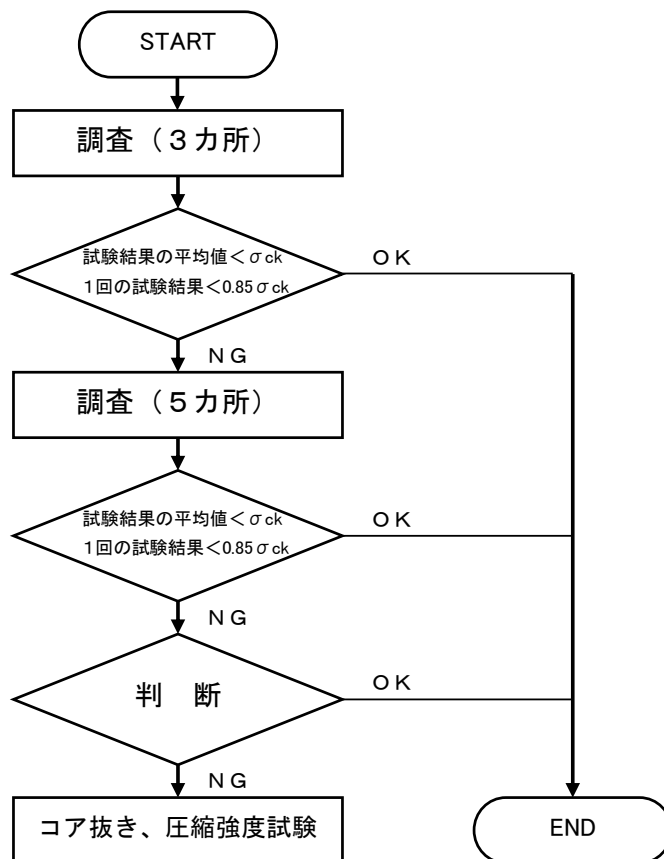 START
調査（３カ所）
試験結果の平均値＜σck
1回の試験結果＜0.85σck
ＯＫ
ＮＧ
調査（５カ所）
試験結果の平均値＜σck
1回の試験結果＜0.85σck
ＯＫ
ＮＧ
判　断
ＯＫ
ＮＧ
コア抜き、圧縮強度試験
END